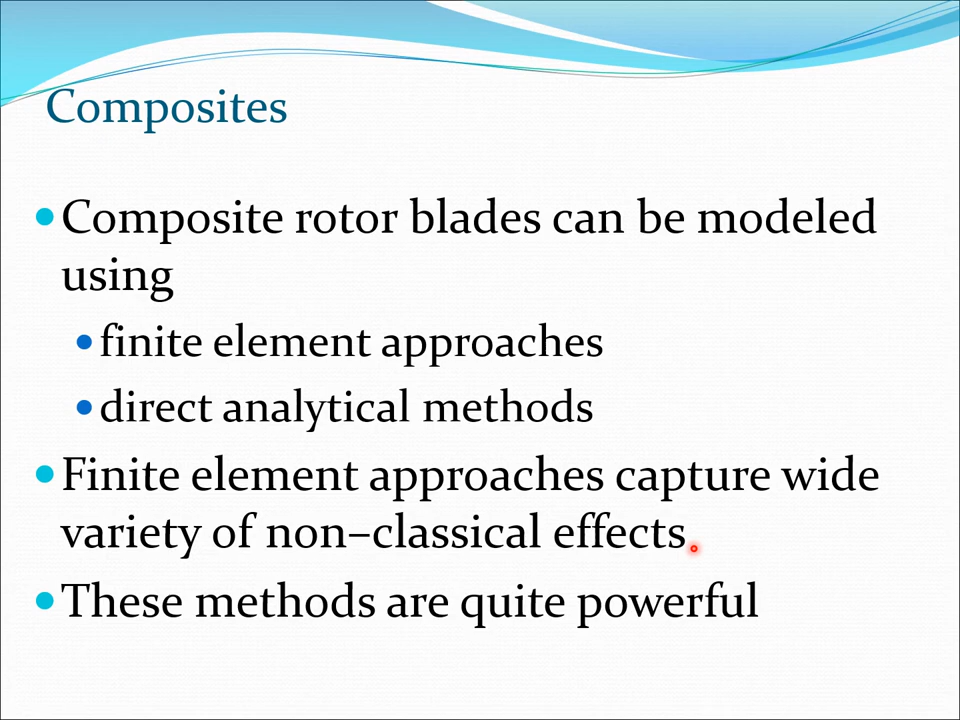 Composites
Composite rotor blades can be modeled
using
finite element approaches
direct analytical methods
Finite element approaches capture wide
variety of non–classical effects
These methods are quite powerful